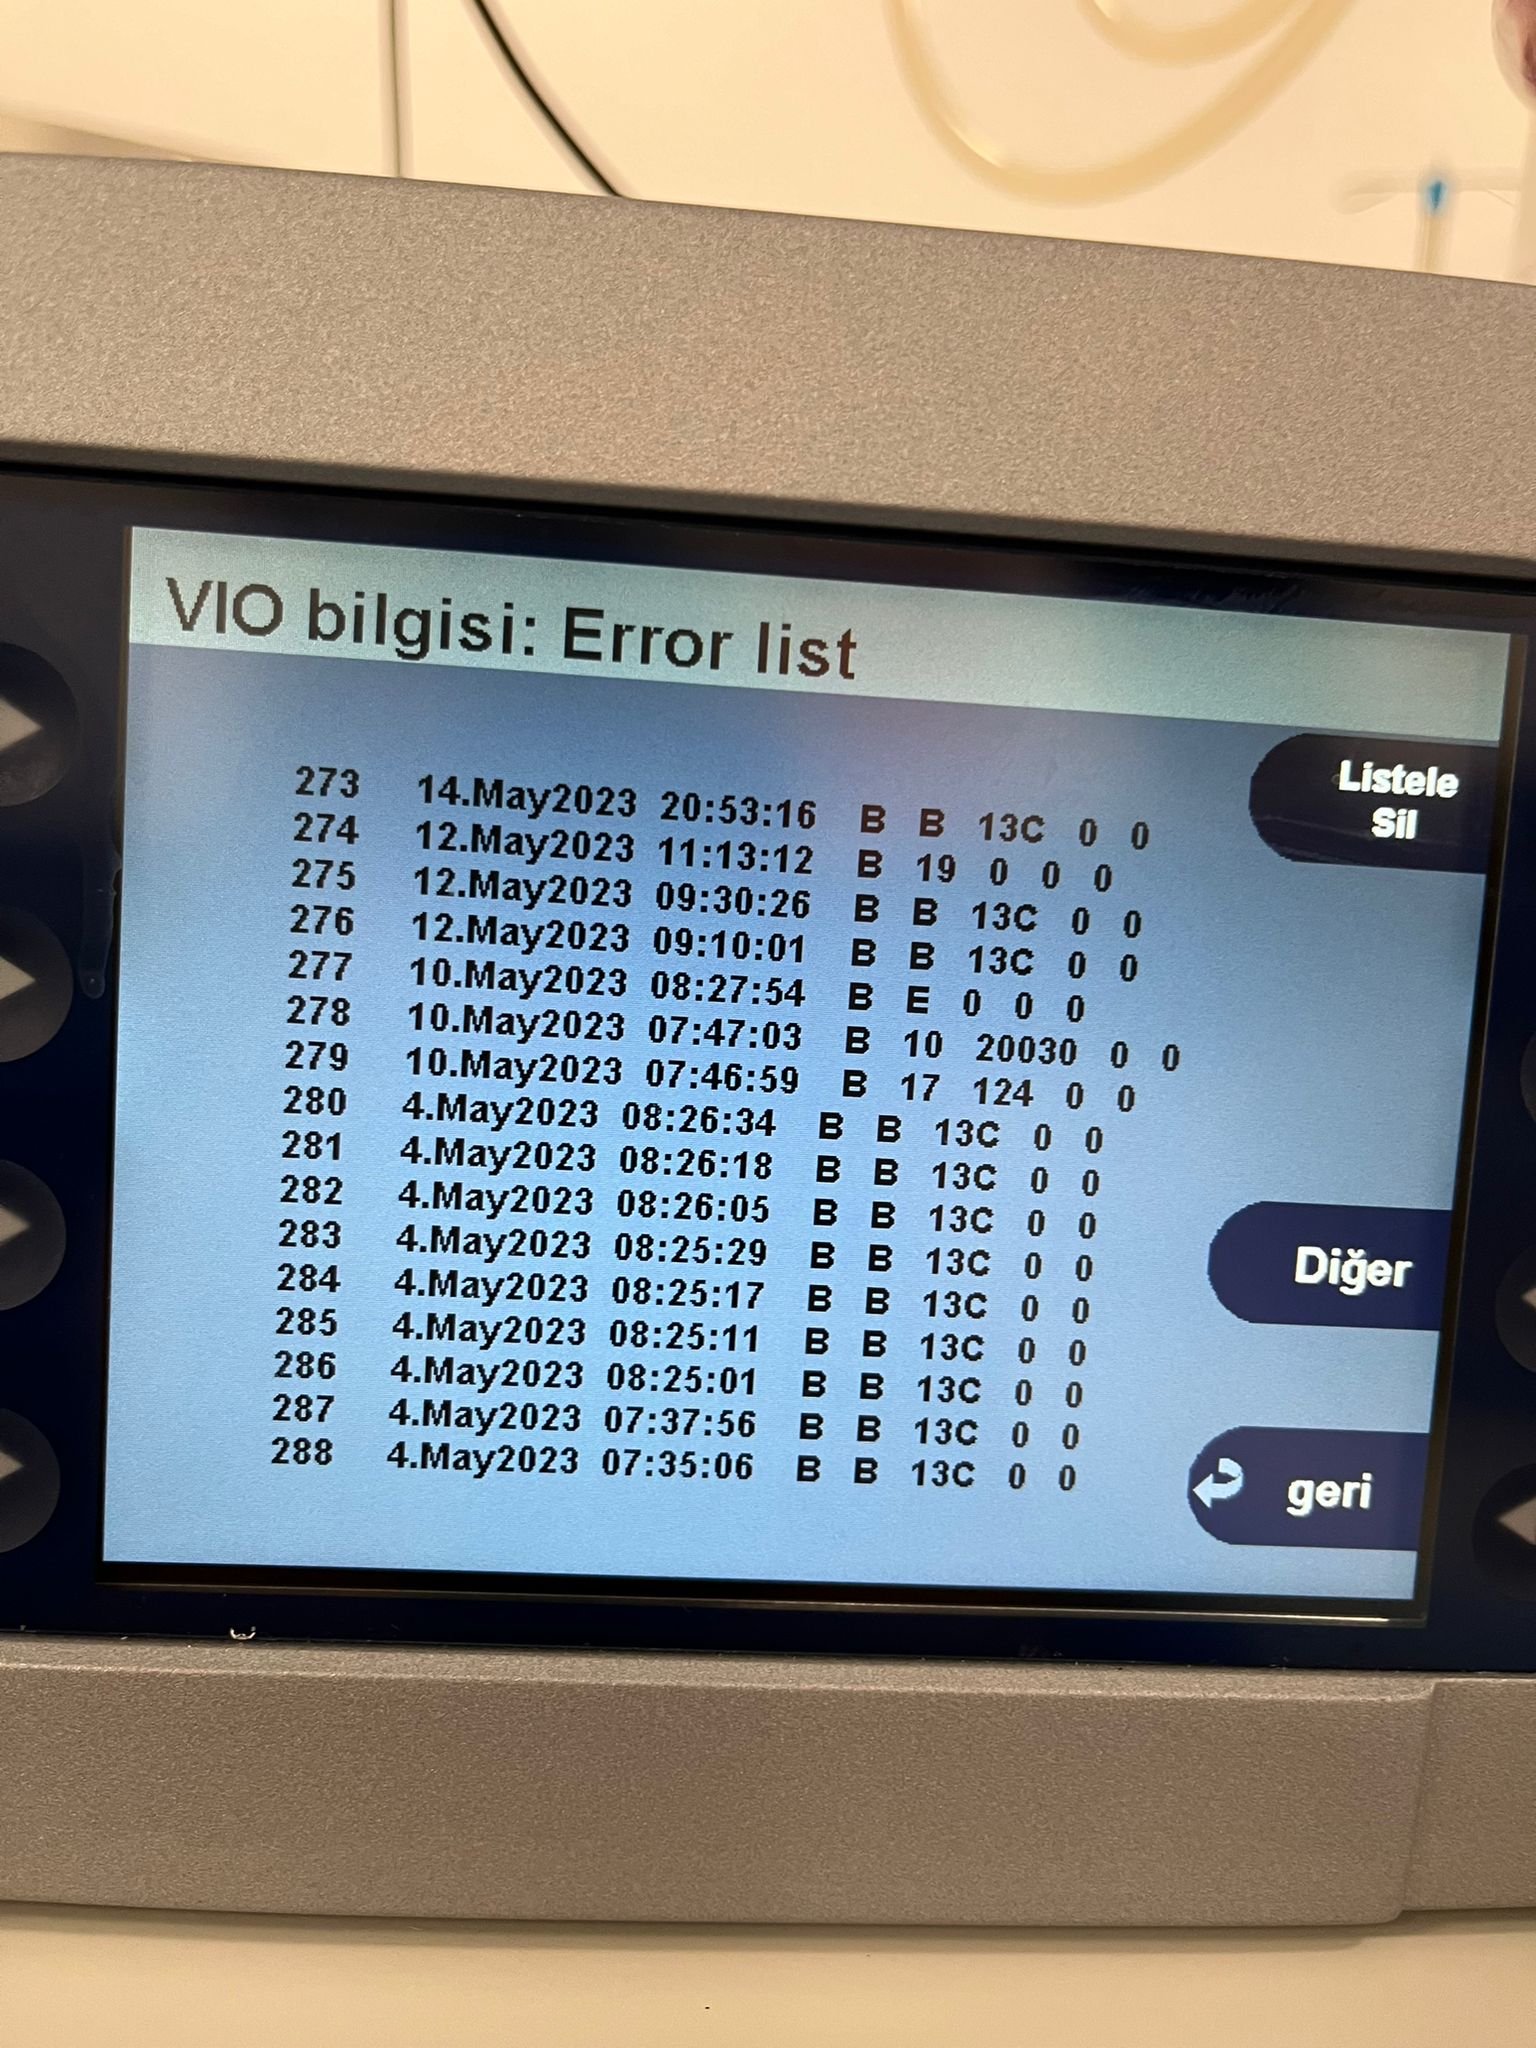 VIO bilgisi: Error list
273 14.May2023 20:53:16 B B 13C 0 0
274 12.May2023 11:13:12 B 19 0 0 0
275 12.May2023 09:30:26 B B 13C 0 0
276 12.May2023 09:10:01 B B 13C 0 0
277 10.May2023 08:27:54 B E 0 0 0
278 10.May2023 07:47:03 B 10 20030 0 0
279 10.May2023 07:46:59 B 17 124 0 0
280 4.May2023 08:26:34 B B 13C 0 0
281 4.May2023 08:26:18 B B 13C 0 0
282 4.May2023 08:26:05 B B 13C 0 0
283 4.May2023 08:25:29 B B 13C 0 0
284 4.May2023 08:25:17 B B 13C 0 0
285 4.May2023 08:25:11 B B 13C 0 0
286 4.May2023 08:25:01 B B 13C 0 0
287 4.May2023 07:37:56 B B 13C 0 0
288 4.May2023 07:35:06 B B 13C 0 0
Listele
Sil
Diğer
geri